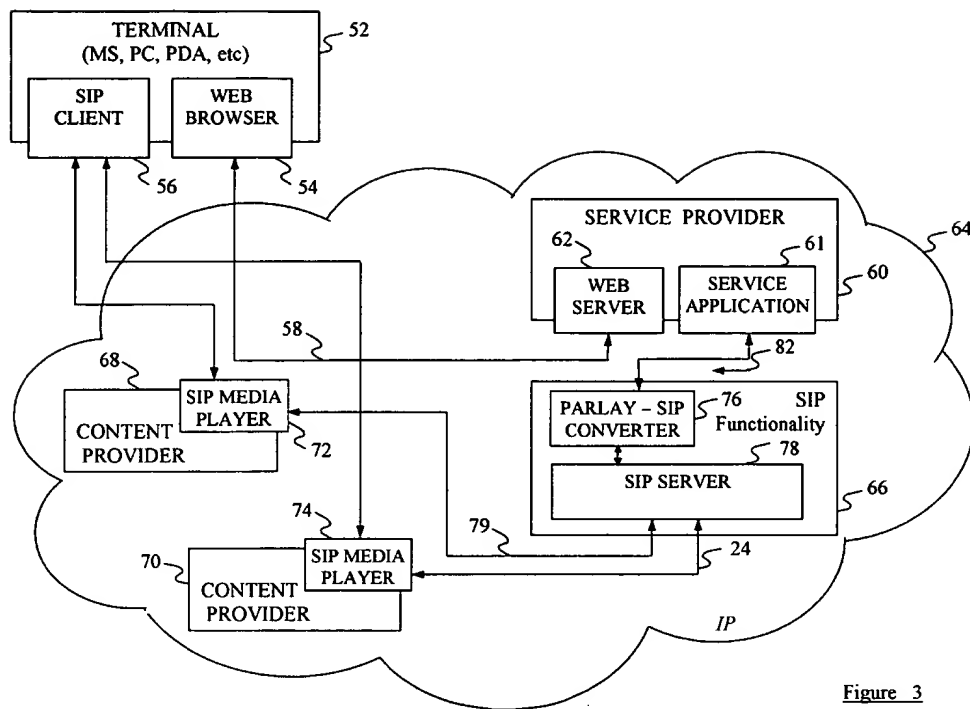 TERMINAL
(MS, PC, PDA, etc)
52
SIP
CLIENT
WEB
BROWSER
56
54
SERVICE PROVIDER
64
62
61
60
WEB
SERVER
SERVICE
APPLICATION
58
82
68
SIP MEDIA
PLAYER
CONTENT
PROVIDER
72
PARLAY – SIP
CONVERTER
76
SIP
Functionality
78
SIP SERVER
66
74
79
24
70
SIP MEDIA
PLAYER
CONTENT
PROVIDER
IP
Figure 3